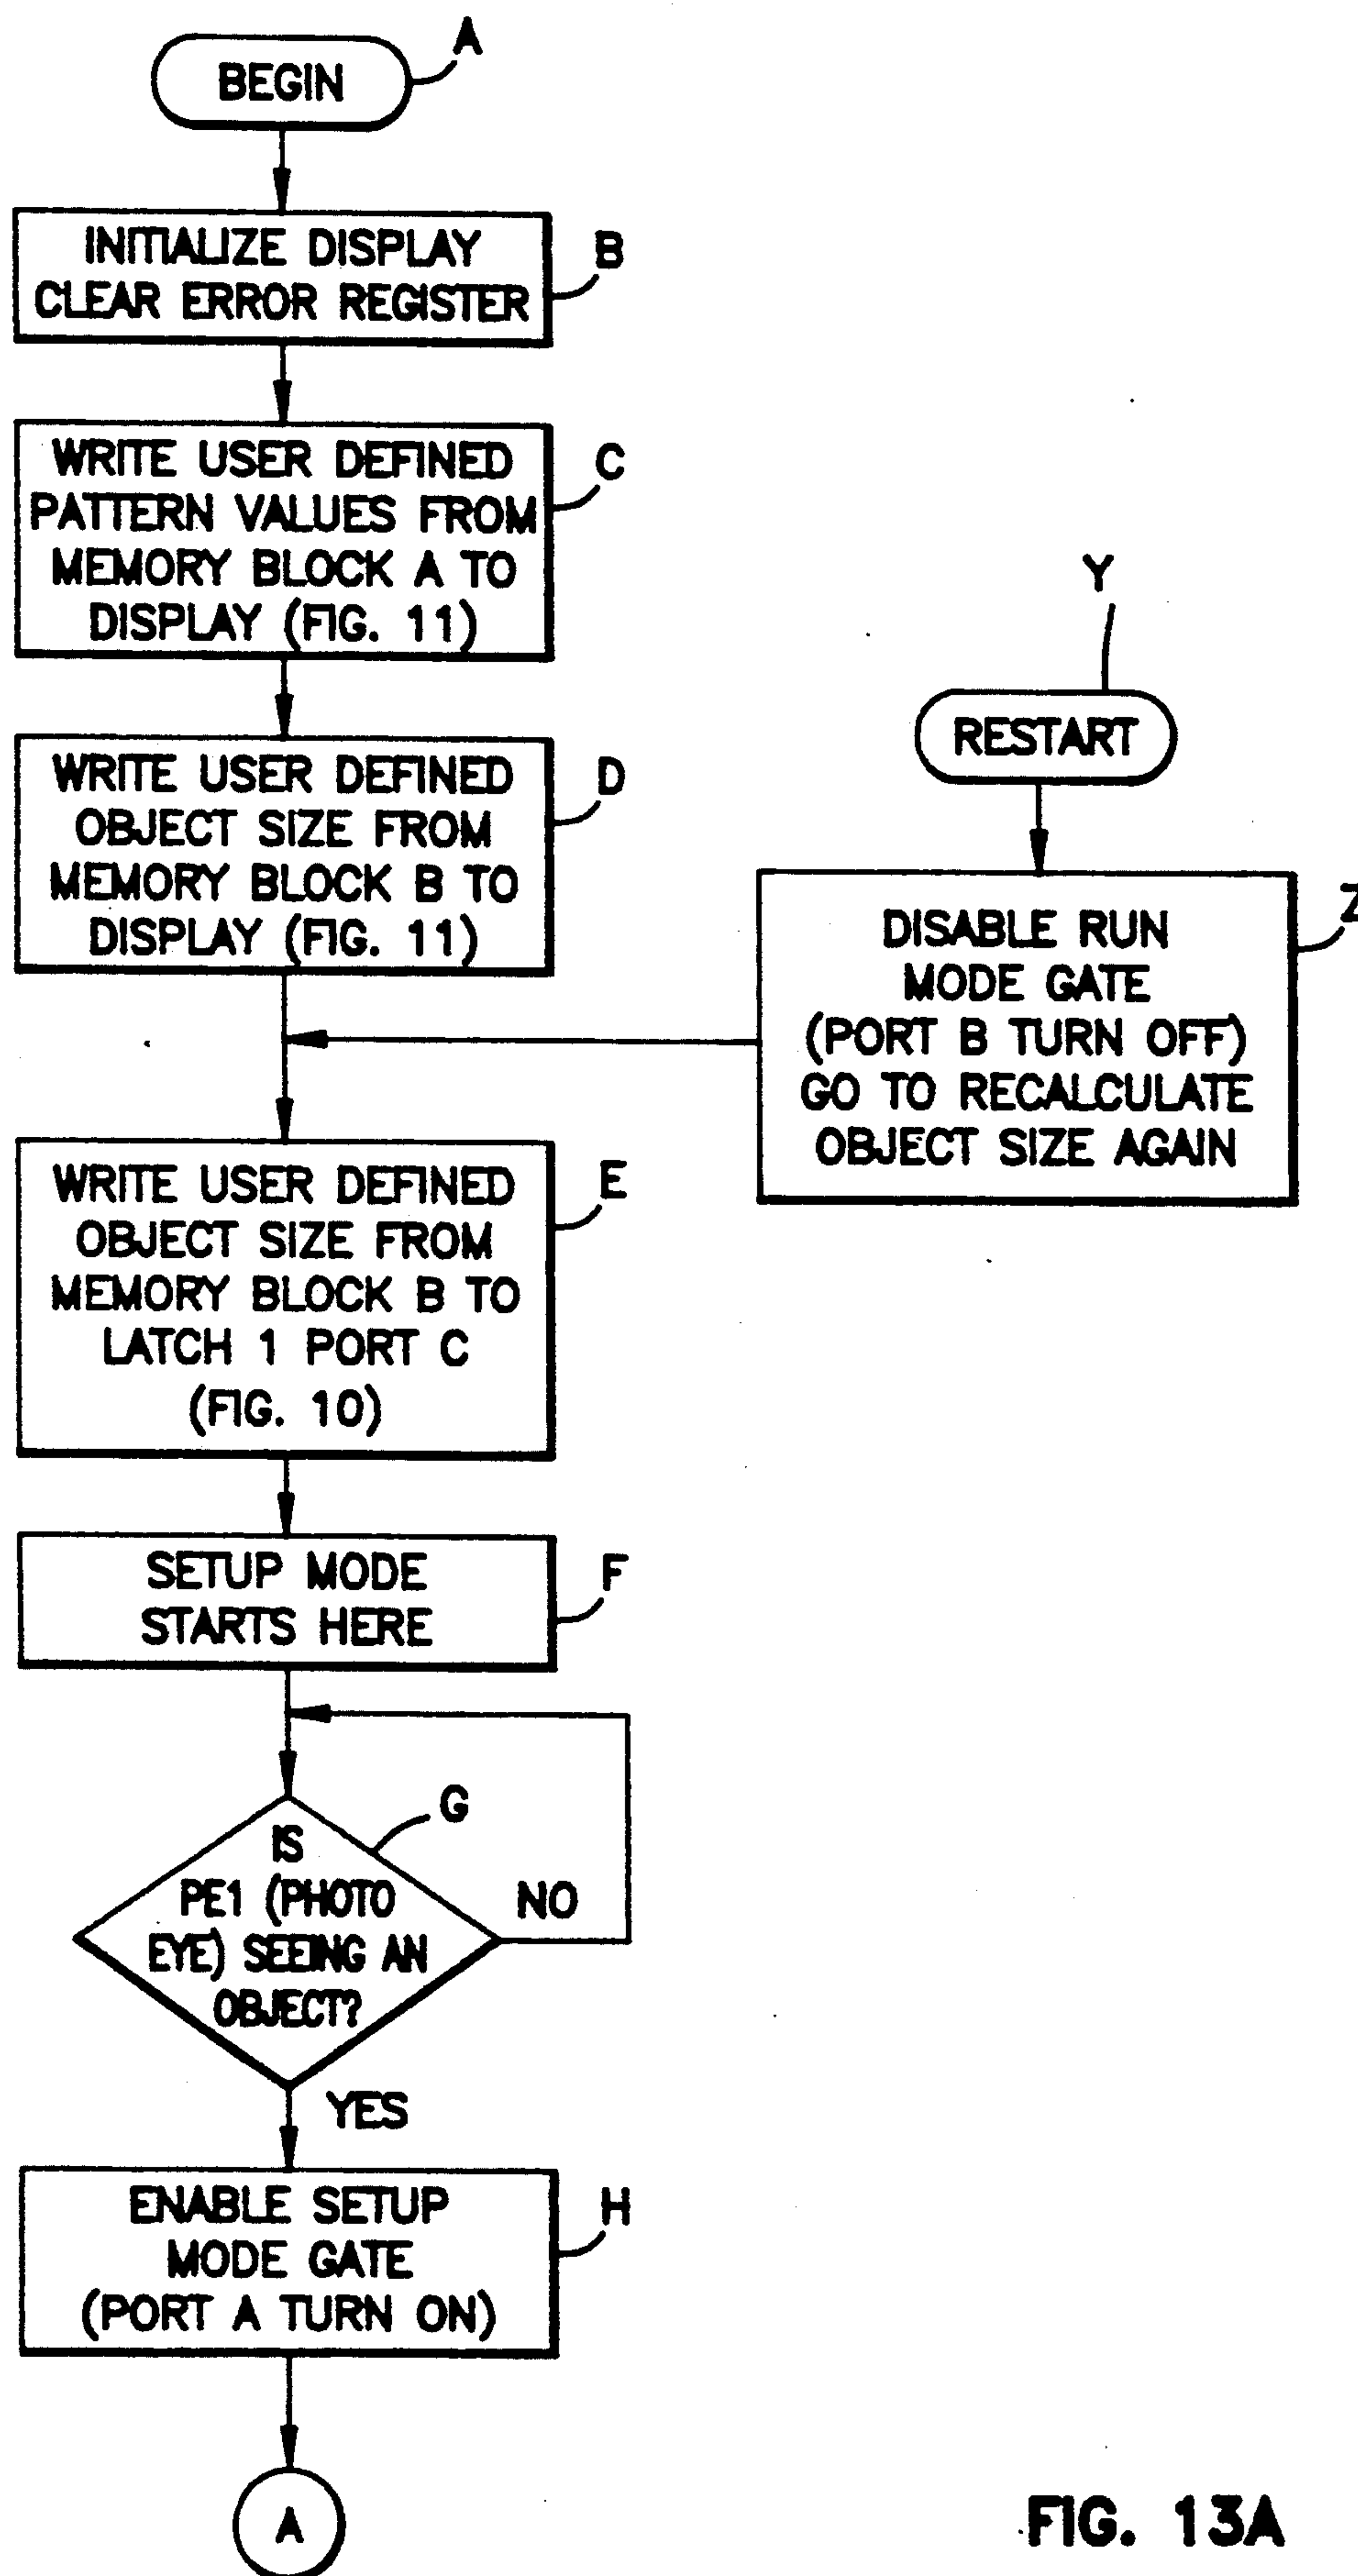 BEGIN
A
INITIALIZE DISPLAY
CLEAR ERROR REGISTER
B
WRITE USER DEFINED
PATTERN VALUES FROM
MEMORY BLOCK A TO
DISPLAY (FIG. 11)
C
WRITE USER DEFINED
OBJECT SIZE FROM
MEMORY BLOCK B TO
DISPLAY (FIG. 11)
D
Y
RESTART
DISABLE RUN
MODE GATE
(PORT B TURN OFF)
GO TO RECALCULATE
OBJECT SIZE AGAIN
Z
WRITE USER DEFINED
OBJECT SIZE FROM
MEMORY BLOCK B TO
LATCH 1 PORT C
(FIG. 10)
E
SETUP MODE
STARTS HERE
F
IS
PE1 (PHOTO
EYE) SEEING AN
OBJECT?
G
NO
YES
ENABLE SETUP
MODE GATE
(PORT A TURN ON)
H
A
FIG. 13A